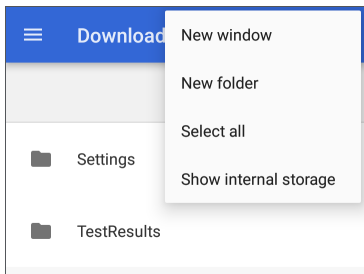 Download
New window
New folder
Select all
Show internal storage
Settings
TestResults